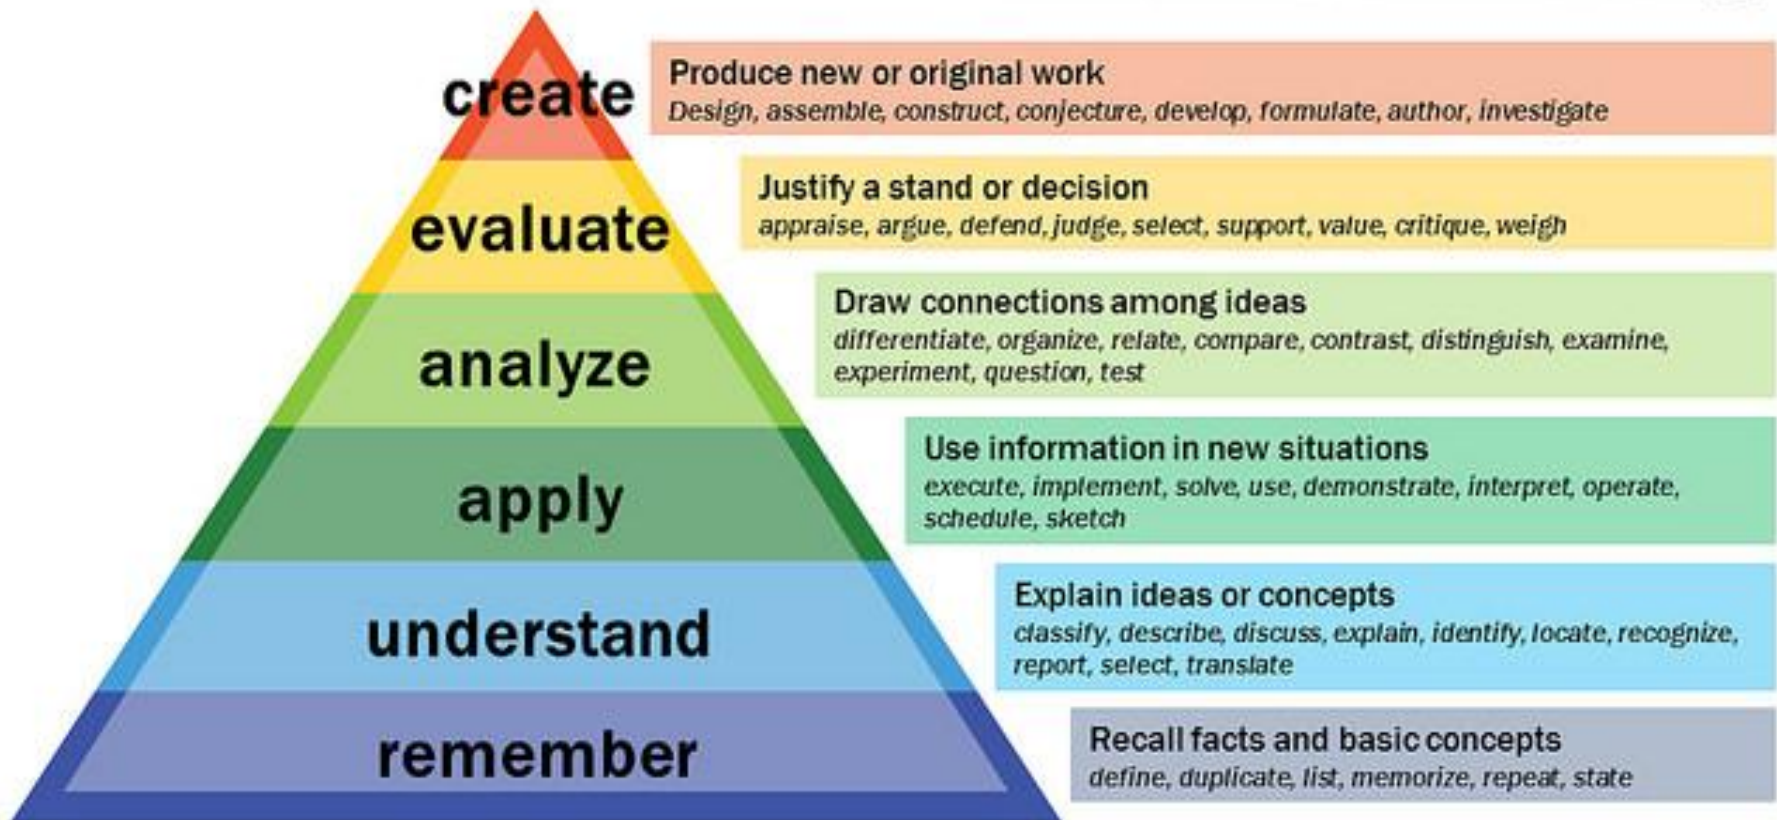 create
Produce new or original work
Design, assemble, construct, conjecture, develop, formulate, author, investigate
evaluate
Justify a stand or decision
appraise, argue, defend, judge, select, support, value, critique, weigh
analyze
Draw connections among ideas
differentiate, organize, relate, compare, contrast, distinguish, examine,
experiment, question, test
apply
Use information in new situations
execute, implement, solve, use, demonstrate, interpret, operate,
schedule, sketch
understand
Explain ideas or concepts
classify, describe, discuss, explain, identify, locate, recognize,
report, select, translate
remember
Recall facts and basic concepts
define, duplicate, list, memorize, repeat, state